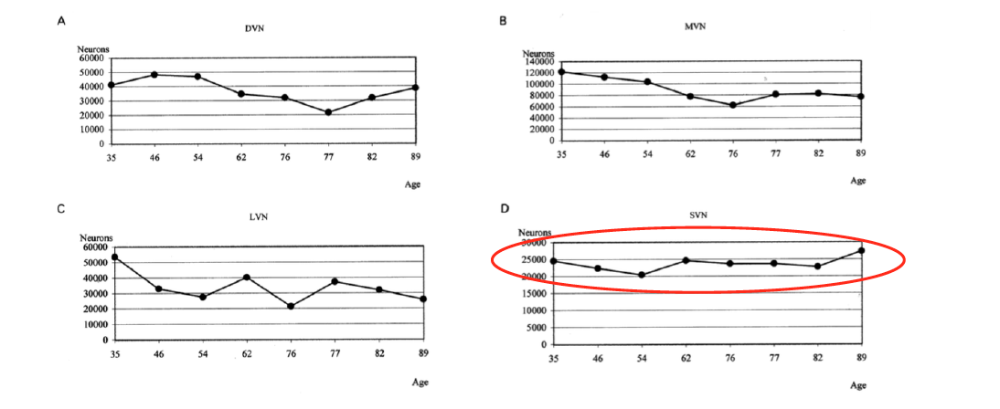 A
DVN
Neurons
60000
50000
40000
30000
20000
10000
0
35 46 54 62 76 77 82 89
Age
B
MVN
Neurons
140000
120000
100000
80000
60000
40000
20000
0
35 46 54 62 76 77 82 89
Age
C
LVN
Neurons
60000
50000
40000
30000
20000
10000
0
35 46 54 62 76 77 82 89
Age
D
SVN
Neurons
30000
25000
20000
15000
10000
5000
0
35 46 54 62 76 77 82 89
Age